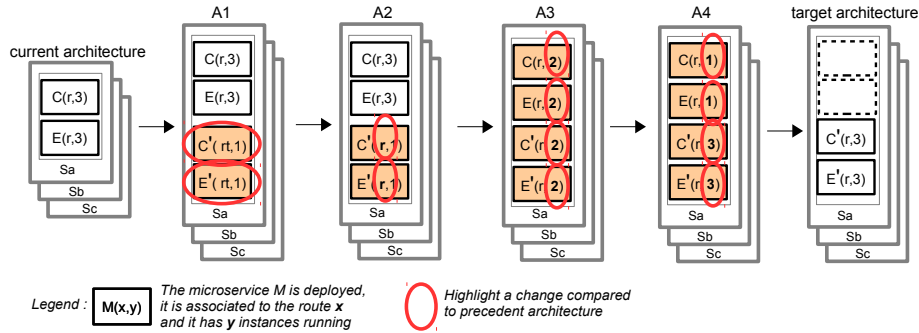 current architecture
C(r,3)
E(r,3)
Sa
Sb
Sc
A1
C(r,3)
E(r,3)
C'( rt,1)
E'( rt,1)
Sa
Sb
Sc
A2
C(r,3)
E(r,3)
C'(r,1)
E'(r,1)
Sa
Sb
Sc
A3
C(r,2)
E(r,2)
C'(r,2)
E'(r,2)
Sa
Sb
Sc
A4
C(r,1)
E(r,1)
C'(r,3)
E'(r,3)
Sa
Sb
Sc
target architecture
C'(r,3)
E'(r,3)
Sa
Sb
Sc
Legend :
M(x,y)
The microservice M is deployed,
it is associated to the route x
and it has y instances running
Highlight a change compared
to precedent architecture